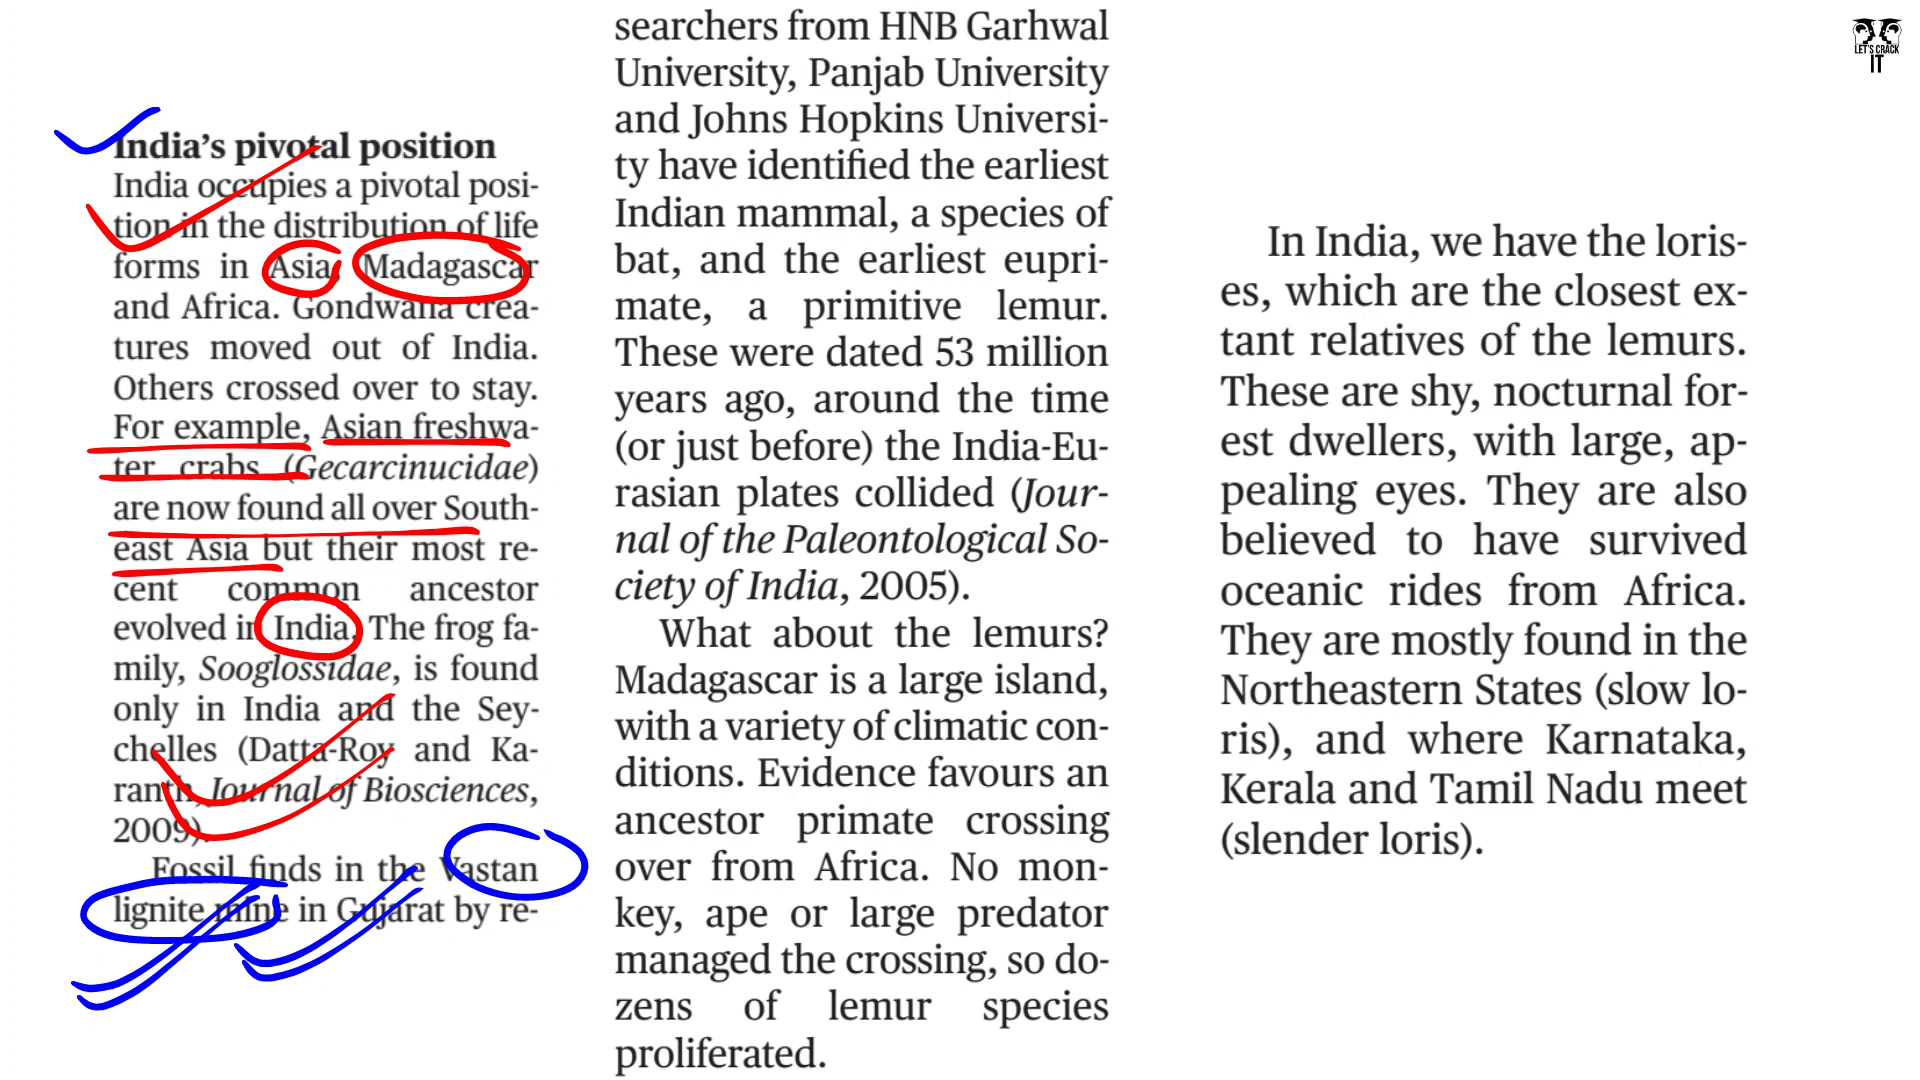 India's pivotal position
India occupies a pivotal posi-
tion in the distribution of life
forms in Asia, Madagascar
and Africa. Gondwana crea-
tures moved out of India.
Others crossed over to stay.
For example, Asian freshwa-
ter crabs (Gecarcinucidae)
are now found all over South-
east Asia but their most re-
cent common ancestor
evolved in India. The frog fa-
mily, Sooglossidae, is found
only in India and the Sey-
chelles (Datta-Roy and Ka-
ranth, Journal of Biosciences,
2009).
Fossil finds in the Vastan
lignite mine in Gujarat by re-
searchers from HNB Garhwal
University, Panjab University
and Johns Hopkins Universi-
ty have identified the earliest
Indian mammal, a species of
bat, and the earliest eupri-
mate, a primitive lemur.
These were dated 53 million
years ago, around the time
(or just before) the India-Eu-
rasian plates collided (Jour-
nal of the Paleontological So-
ciety of India, 2005).
What about the lemurs?
Madagascar is a large island,
with a variety of climatic con-
ditions. Evidence favours an
ancestor primate crossing
over from Africa. No mon-
key, ape or large predator
managed the crossing, so do-
zens of lemur species
proliferated.
In India, we have the loris-
es, which are the closest ex-
tant relatives of the lemurs.
These are shy, nocturnal for-
est dwellers, with large, ap-
pealing eyes. They are also
believed to have survived
oceanic rides from Africa.
They are mostly found in the
Northeastern States (slow lo-
ris), and where Karnataka,
Kerala and Tamil Nadu meet
(slender loris).
LET'S CRACK
IT